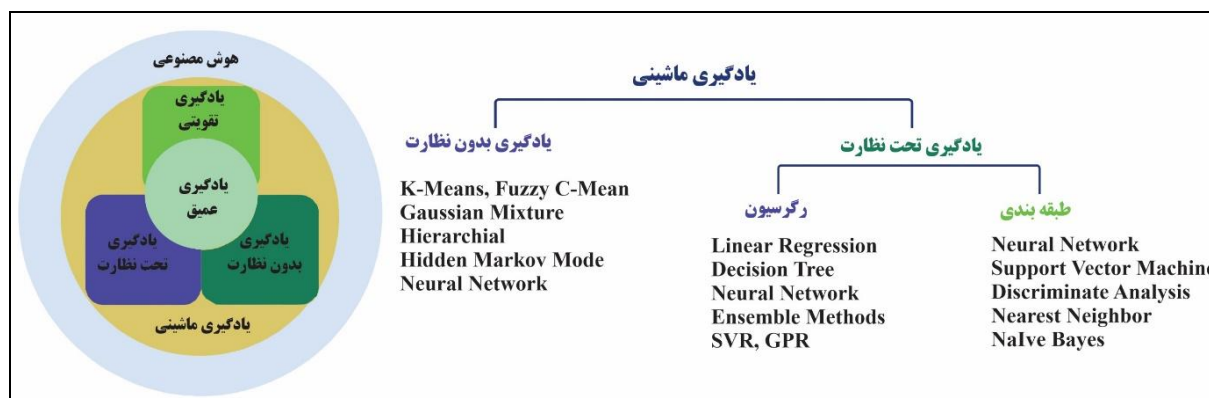 هوش مصنوعی
یادگیری
تقویتی
یادگیری
عمیق
یادگیری
تحت نظارت
یادگیری
بدون نظارت
یادگیری ماشینی
یادگیری ماشینی
یادگیری بدون نظارت
K-Means, Fuzzy C-Mean
Gaussian Mixture
Hierarchial
Hidden Markov Mode
Neural Network
یادگیری تحت نظارت
رگرسیون
Linear Regression
Decision Tree
Neural Network
Ensemble Methods
SVR, GPR
طبقه بندی
Neural Network
Support Vector Machine
Discriminate Analysis
Nearest Neighbor
NaIve Bayes